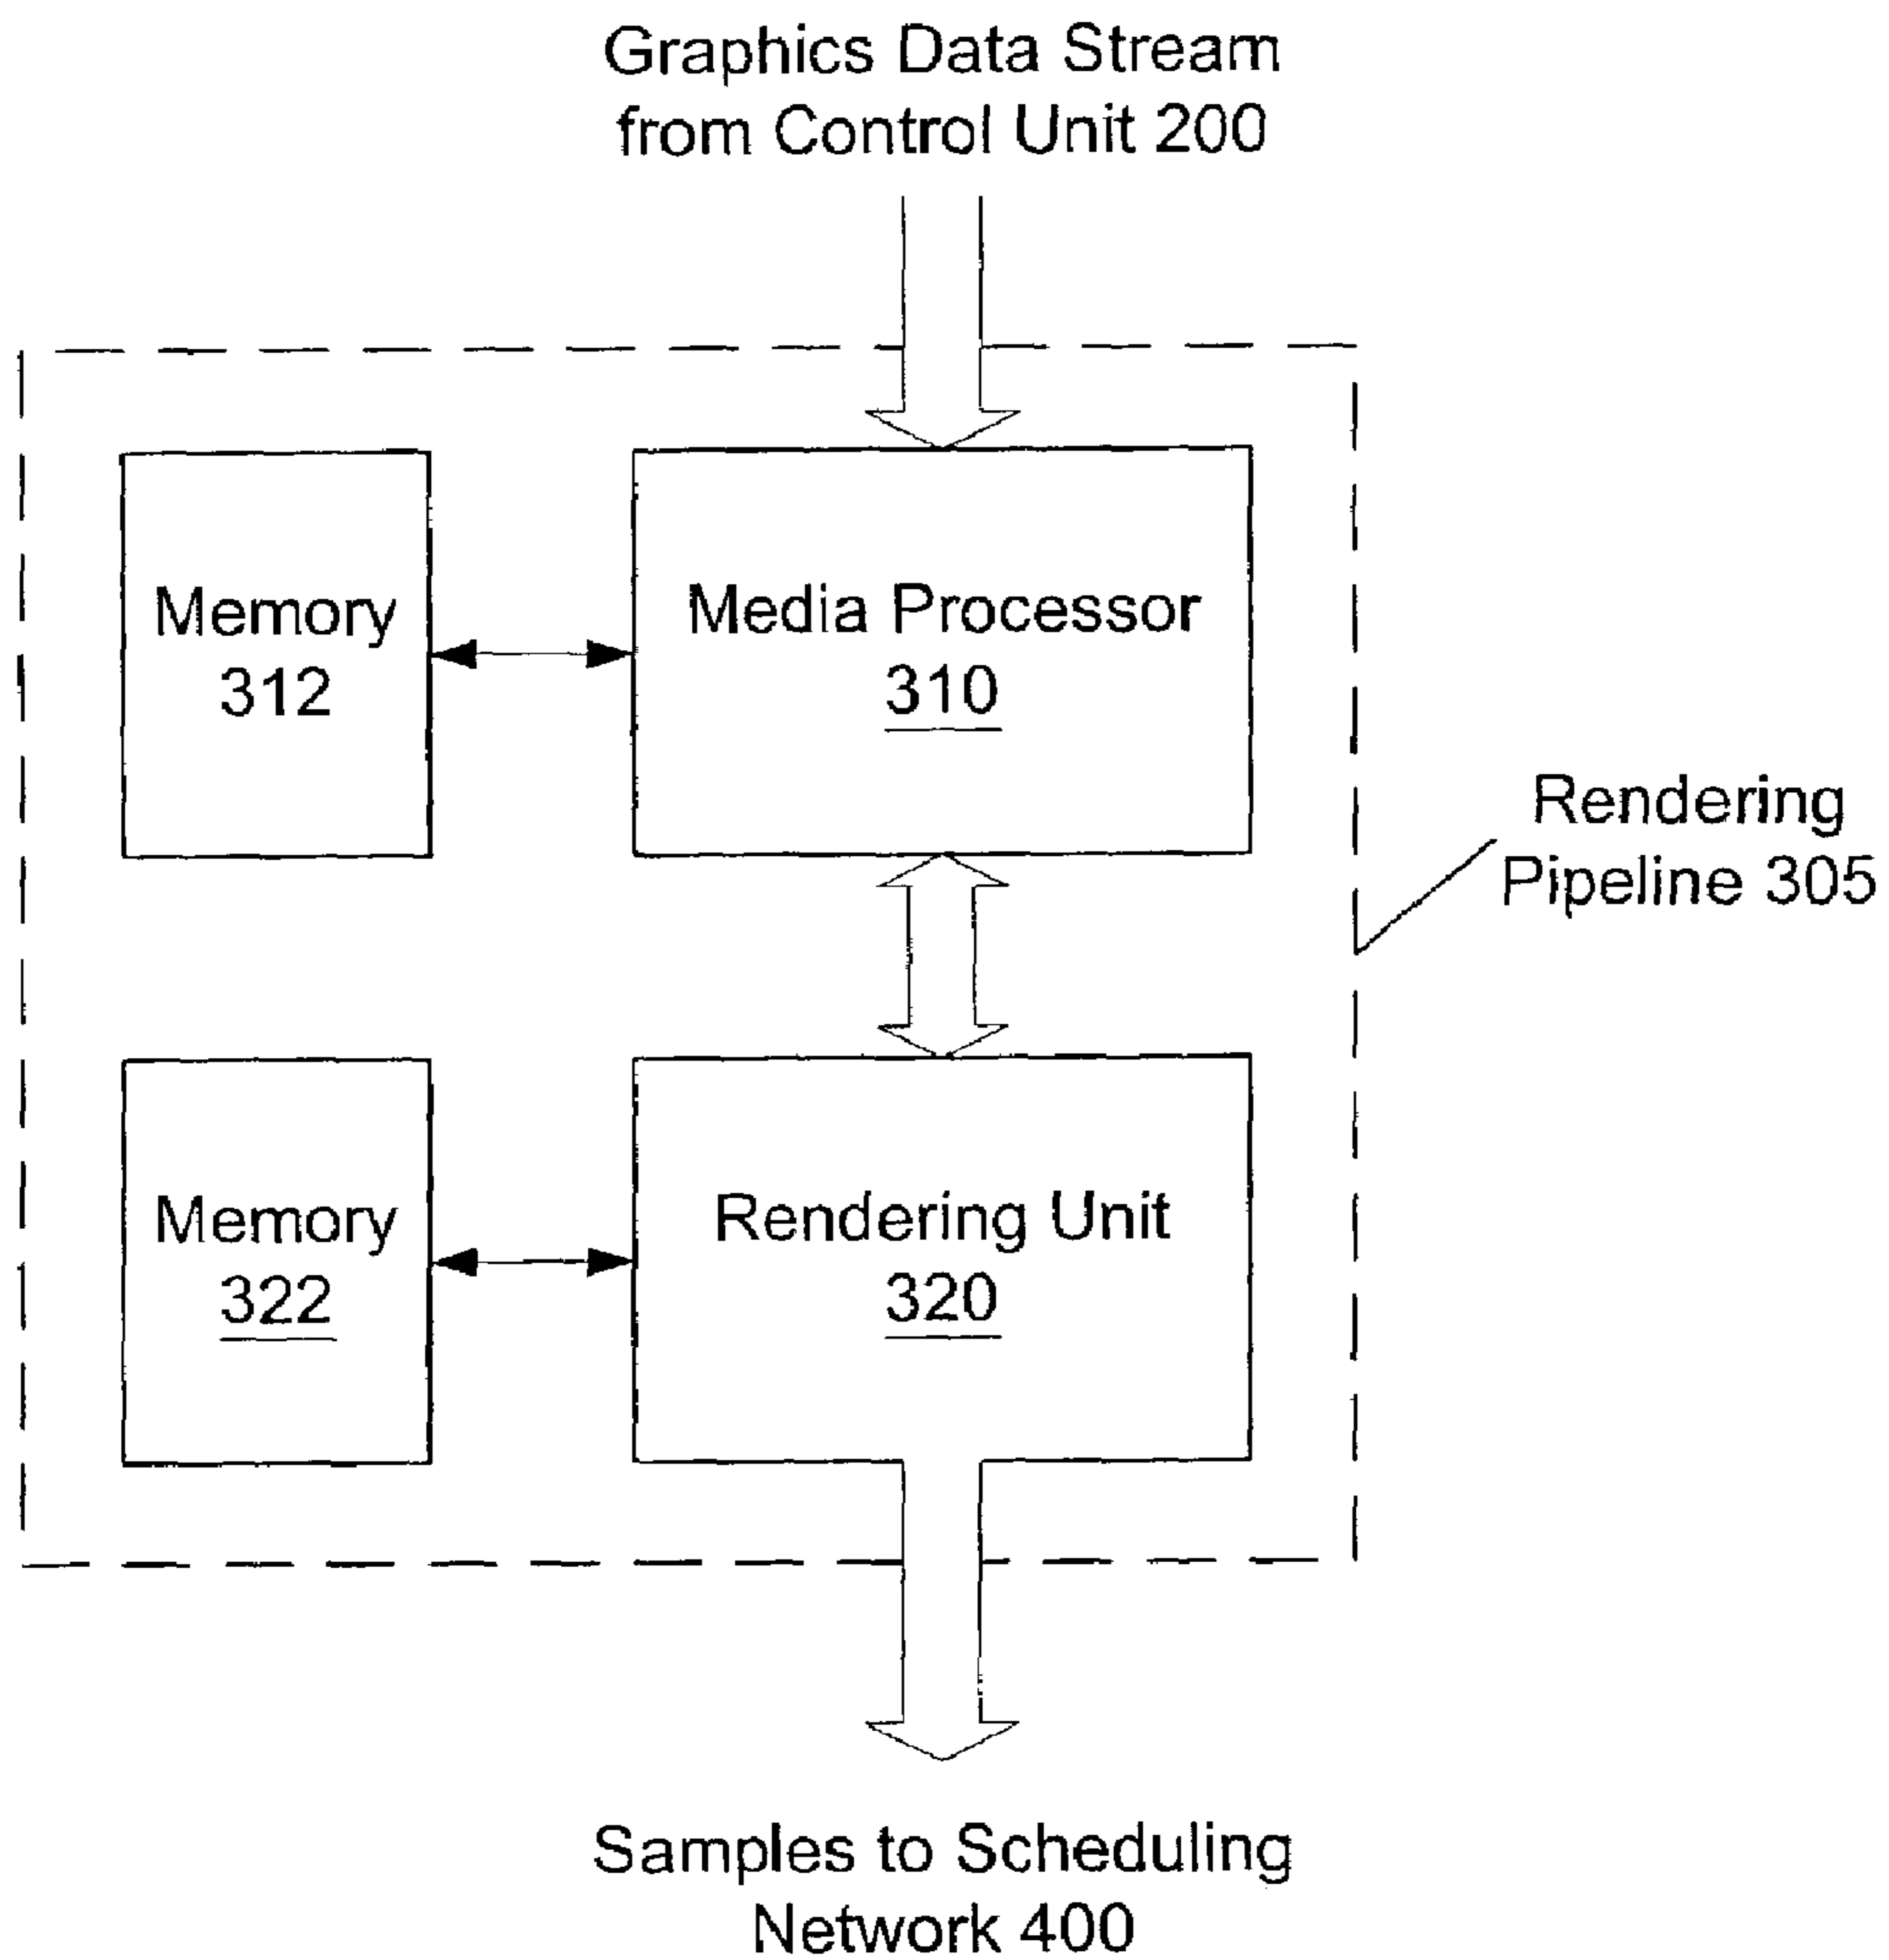 Graphics Data Stream
from Control Unit 200
Memory
312
Media Processor
310
Rendering
Pipeline 305
Memory
322
Rendering Unit
320
Samples to Scheduling
Network 400